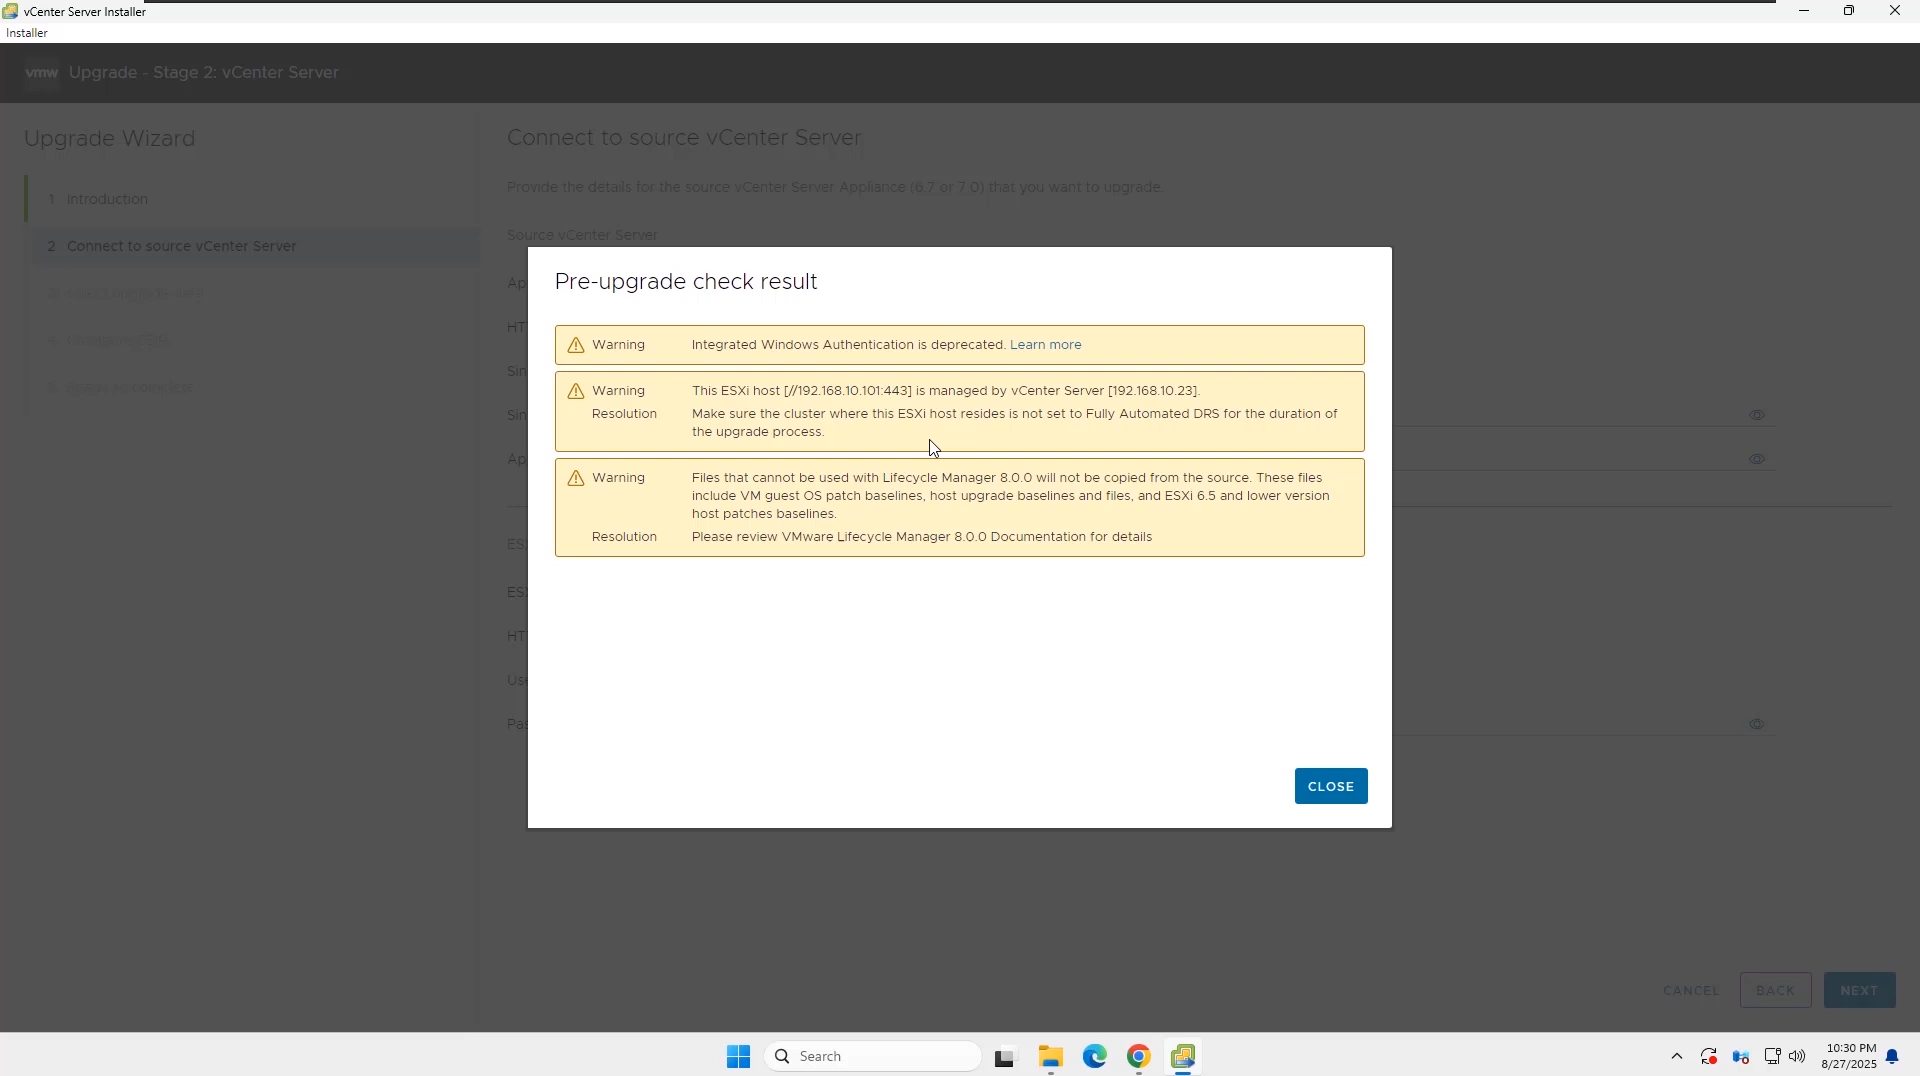 vCenter Server Installer
Installer
vmw Upgrade - Stage 2: vCenter Server
Upgrade Wizard
1 Introduction
2 Connect to source vCenter Server
Connect to source vCenter Server
Provide the details for the source vCenter Server Appliance (6.7 or 7.0) that you want to upgrade.
Source vCenter Server
Pre-upgrade check result
Warning Integrated Windows Authentication is deprecated. Learn more
Warning This ESXi host [//192.168.10.101:443] is managed by vCenter Server [192.168.10.23].
Resolution Make sure the cluster where this ESXi host resides is not set to Fully Automated DRS for the duration of
the upgrade process.
Warning Files that cannot be used with Lifecycle Manager 8.0.0 will not be copied from the source. These files
include VM guest OS patch baselines, host upgrade baselines and files, and ESXi 6.5 and lower version
host patches baselines.
Resolution Please review VMware Lifecycle Manager 8.0.0 Documentation for details
CLOSE
CANCEL BACK NEXT
Search
10:30 PM
8/27/2025